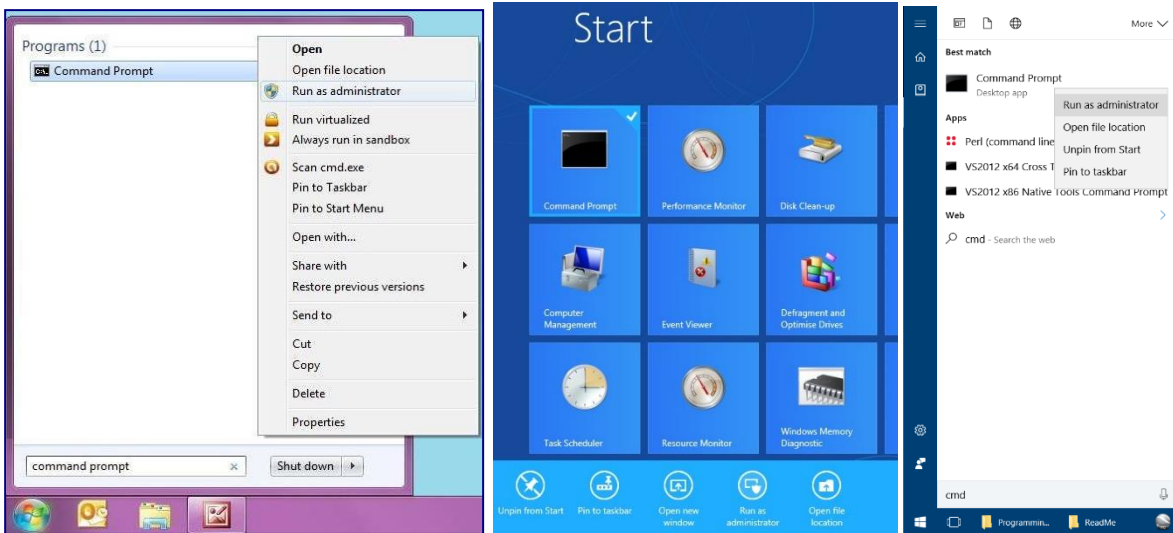 Programs (1)
Command Prompt
Open
Open file location
Run as administrator
Run virtualized
Always run in sandbox
Scan cmd.exe
Pin to Taskbar
Pin to Start Menu
Open with...
Share with
Restore previous versions
Send to
Cut
Copy
Delete
Properties
command prompt
Shut down
Start
Command Prompt
Performance Monitor
Disk Clean-up
Computer
Management
Event Viewer
Defragment and
Optimise Drives
Task Scheduler
Resource Monitor
Windows Memory
Diagnostic
Unpin from Start
Pin to taskbar
Open new
window
Run as
administrator
Open file
location
More
Best match
Command Prompt
Desktop app
Run as administrator
Open file location
Unpin from Start
Pin to taskbar
Apps
Perl (command line
VS2012 x64 Cross T
VS2012 x86 Native Tools Command Prompt
Web
cmd - Search the web
cmd
Programmin...
ReadMe